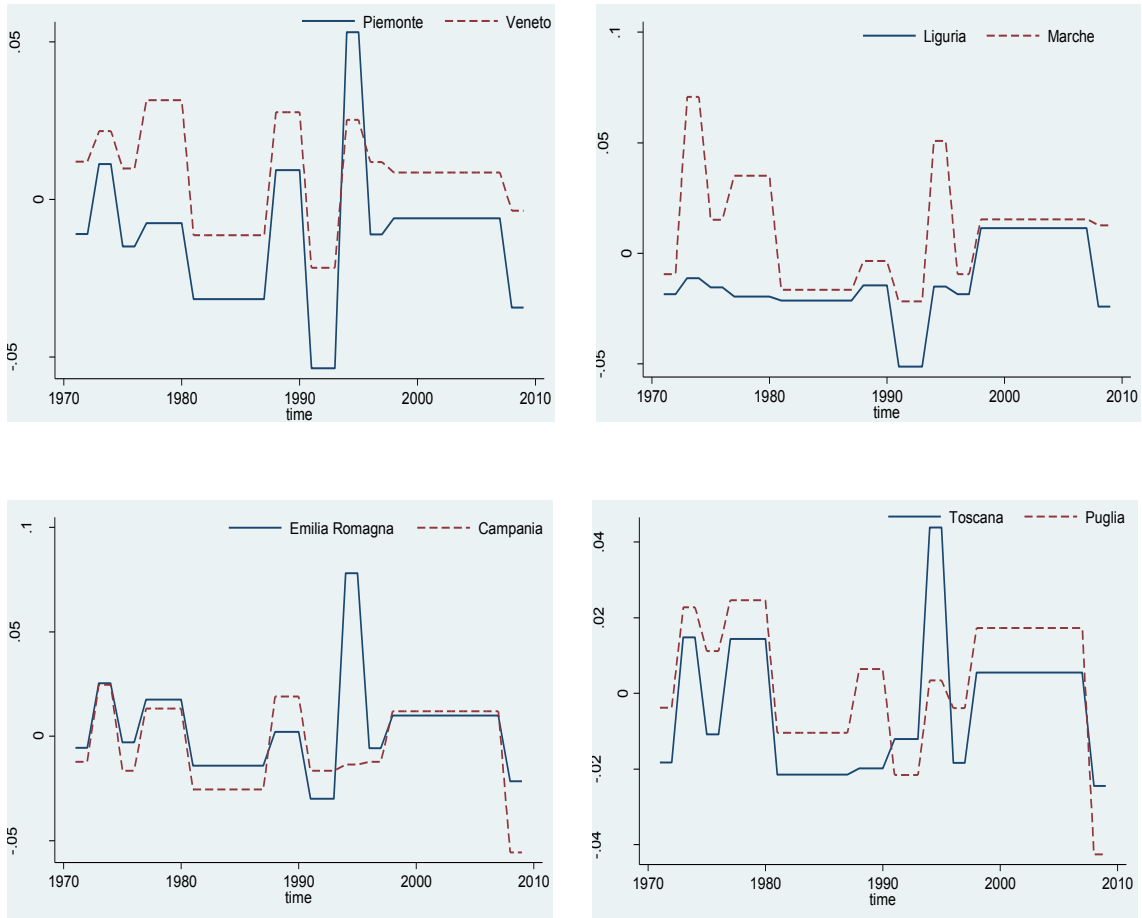 Piemonte Veneto
.05
0
-.05
1970 1980 1990 2000 2010
time
Liguria Marche
.1
.05
0
-.05
1970 1980 1990 2000 2010
time
Emilia Romagna Campania
.1
.05
0
-.05
1970 1980 1990 2000 2010
time
Toscana Puglia
.04
.02
0
-.02
-.04
1970 1980 1990 2000 2010
time